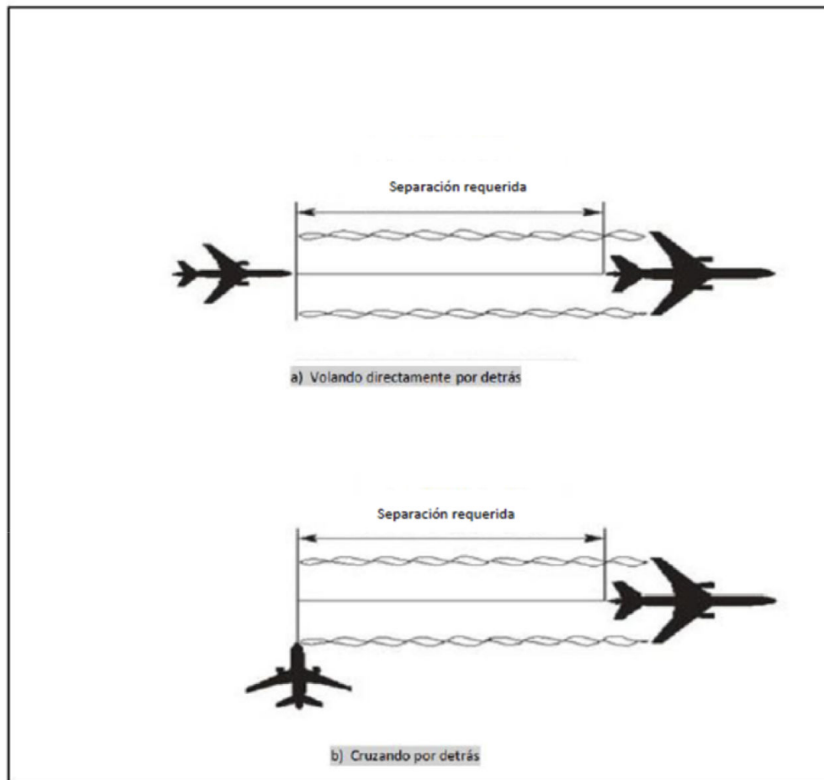 Separación requerida
a) Volando directamente por detrás
Separación requerida
b) Cruzando por detrás